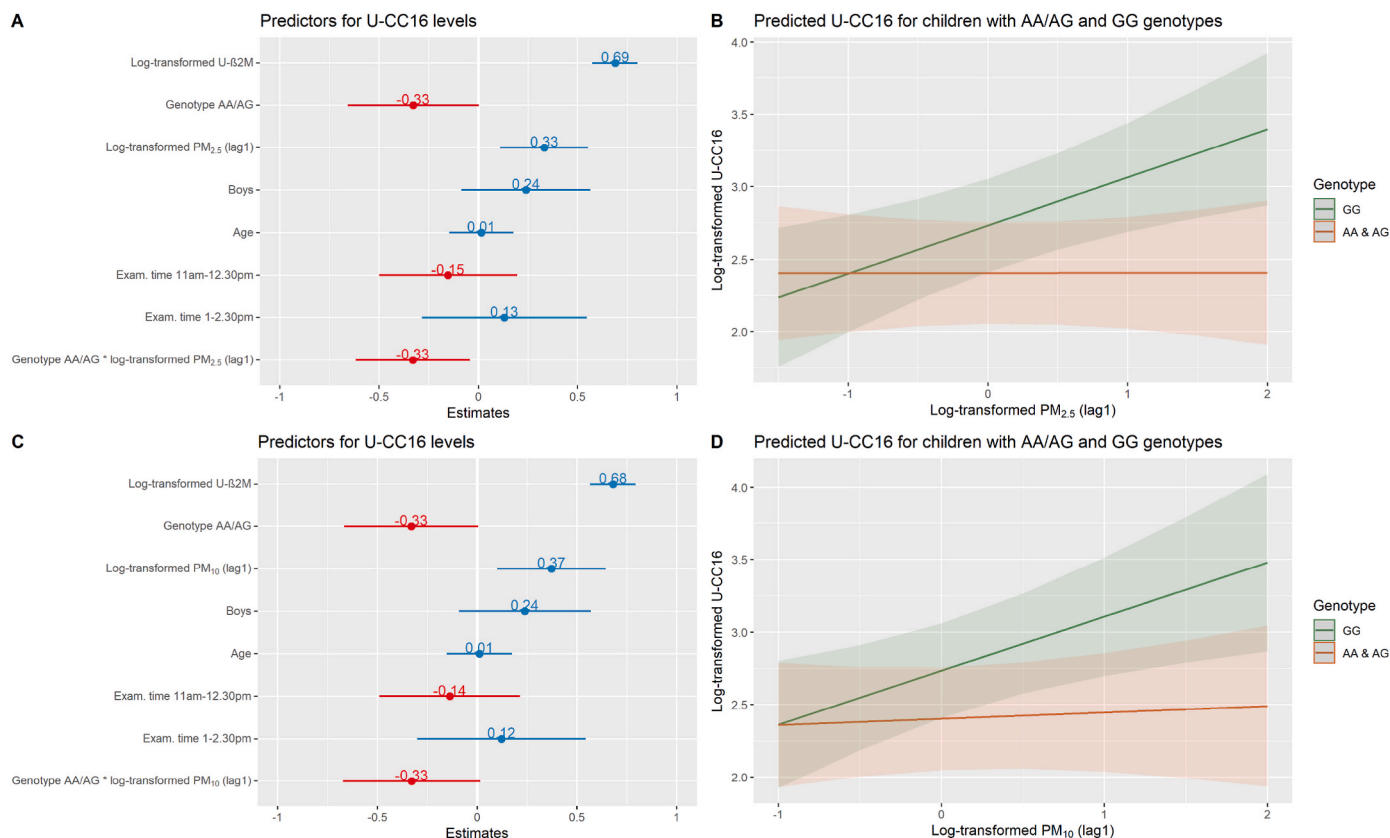 A
Predictors for U-CC16 levels
Log-transformed U-ß2M
Genotype AA/AG
Log-transformed PM2.5 (lag1)
Boys
Age
Exam. time 11am-12.30pm
Exam. time 1-2.30pm
Genotype AA/AG * log-transformed PM2.5 (lag1)
0.69
-0.33
0.33
0.24
0.01
-0.15
0.13
-0.33
-1 -0.5 0 0.5 1
Estimates
B
Predicted U-CC16 for children with AA/AG and GG genotypes
Log-transformed U-CC16
4.0
3.5
3.0
2.5
2.0
-1 0 1 2
Log-transformed PM2.5 (lag1)
Genotype
GG
AA & AG
C
Predictors for U-CC16 levels
Log-transformed U-ß2M
Genotype AA/AG
Log-transformed PM10 (lag1)
Boys
Age
Exam. time 11am-12.30pm
Exam. time 1-2.30pm
Genotype AA/AG * log-transformed PM10 (lag1)
0.68
-0.33
0.37
0.24
0.01
-0.14
0.12
-0.33
-1 -0.5 0 0.5 1
Estimates
D
Predicted U-CC16 for children with AA/AG and GG genotypes
Log-transformed U-CC16
4.0
3.5
3.0
2.5
2.0
-1 0 1 2
Log-transformed PM10 (lag1)
Genotype
GG
AA & AG